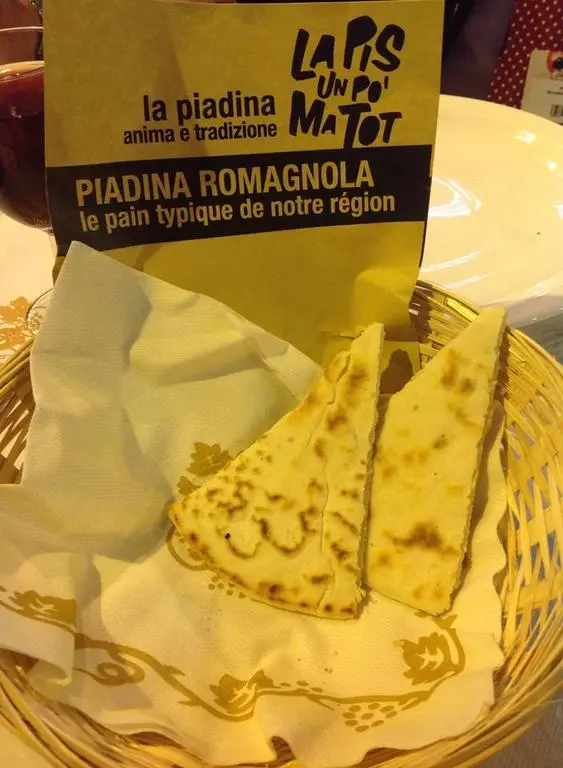 LA PIS
UN PO'
MA TOT
la piadina
anima e tradizione
PIADINA ROMAGNOLA
le pain typique de notre région